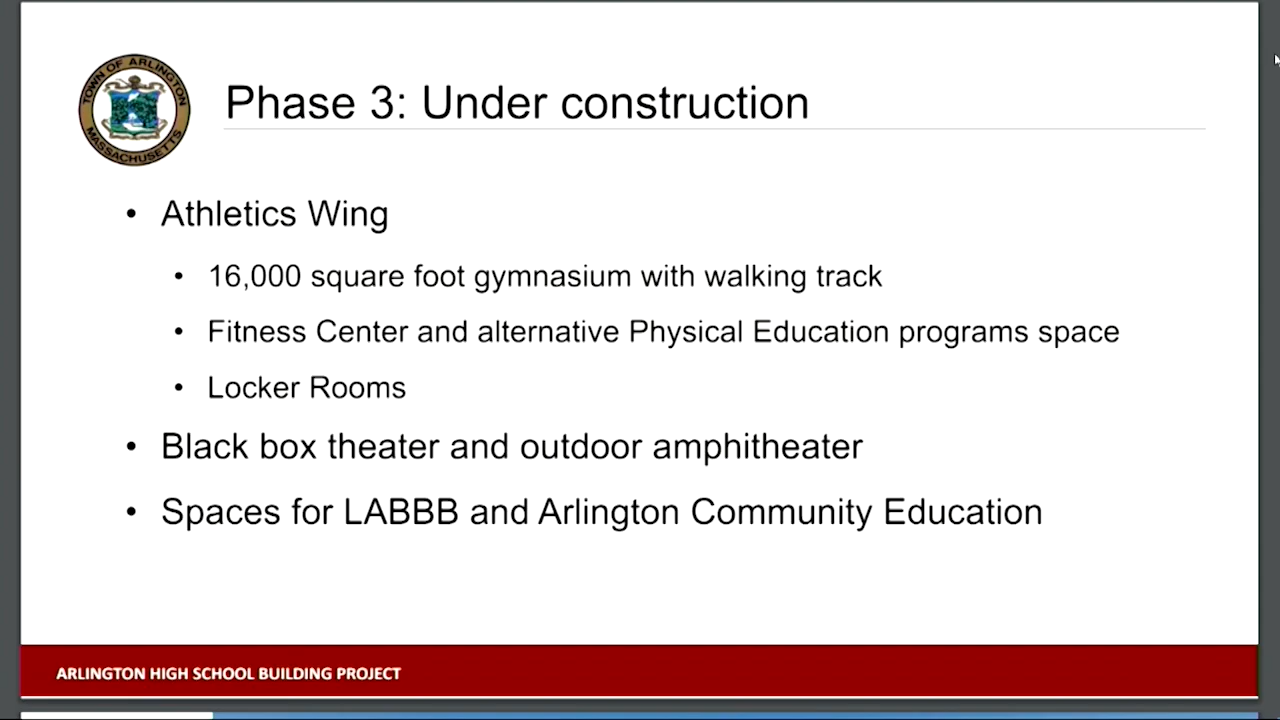 TOWN OF ARLINGTON
MASSACHUSETTS
Phase 3: Under construction
• Athletics Wing
• 16,000 square foot gymnasium with walking track
• Fitness Center and alternative Physical Education programs space
• Locker Rooms
• Black box theater and outdoor amphitheater
• Spaces for LABBB and Arlington Community Education
ARLINGTON HIGH SCHOOL BUILDING PROJECT